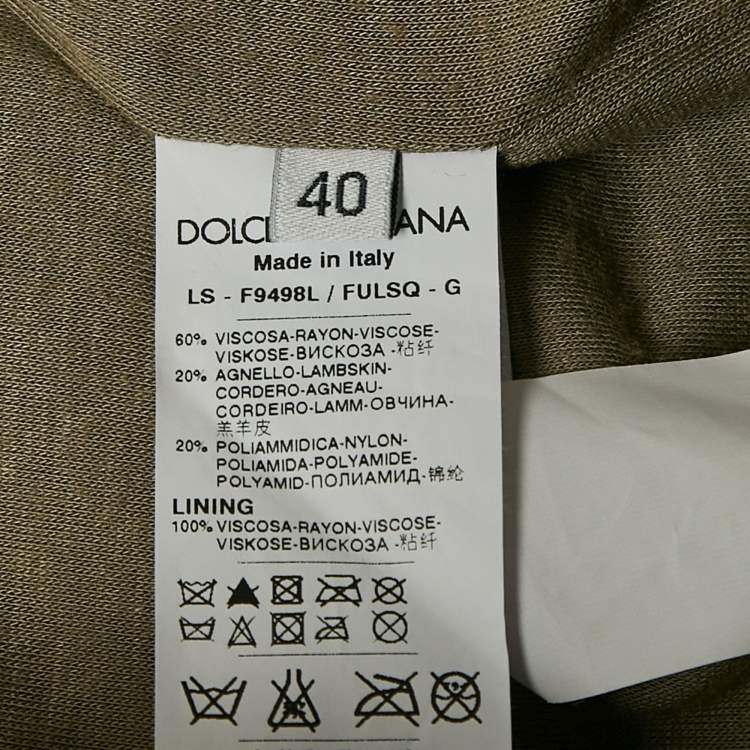 40
DOLC ANA
Made in Italy
LS - F9498L / FULSQ - G
60% VISCOSA-RAYON-VISCOSE-
VISKOSE-ВИСКОЗА -粘纤
20% AGNELLO-LAMBSKIN-
CORDERO-AGNEAU-
CORDEIRO-LAMM-ОВЧИНА-
羔羊皮
20% POLIAMMIDICA-NYLON-
POLIAMIDA-POLYAMIDE-
POLYAMID-ПОЛИАМИД-锦纶
LINING
100% VISCOSA-RAYON-VISCOSE-
VISKOSE-ВИСКОЗА -粘纤